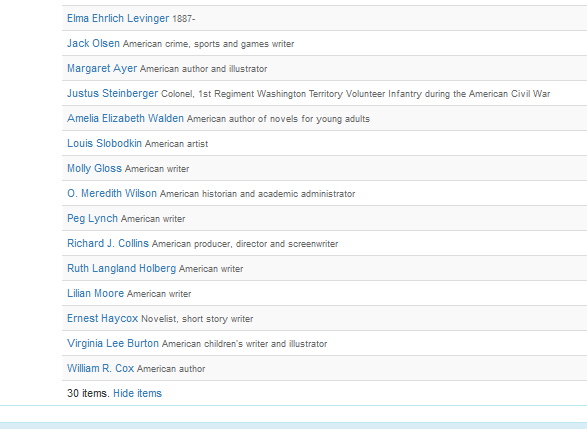 Elma Ehrlich Levinger 1887-
Jack Olsen American crime, sports and games writer
Margaret Ayer American author and illustrator
Justus Steinberger Colonel, 1st Regiment Washington Territory Volunteer Infantry during the American Civil War
Amelia Elizabeth Walden American author of novels for young adults
Louis Slobodkin American artist
Molly Gloss American writer
O. Meredith Wilson American historian and academic administrator
Peg Lynch American writer
Richard J. Collins American producer, director and screenwriter
Ruth Langland Holberg American writer
Lilian Moore American writer
Ernest Haycox Novelist, short story writer
Virginia Lee Burton American children's writer and illustrator
William R. Cox American author
30 items. Hide items